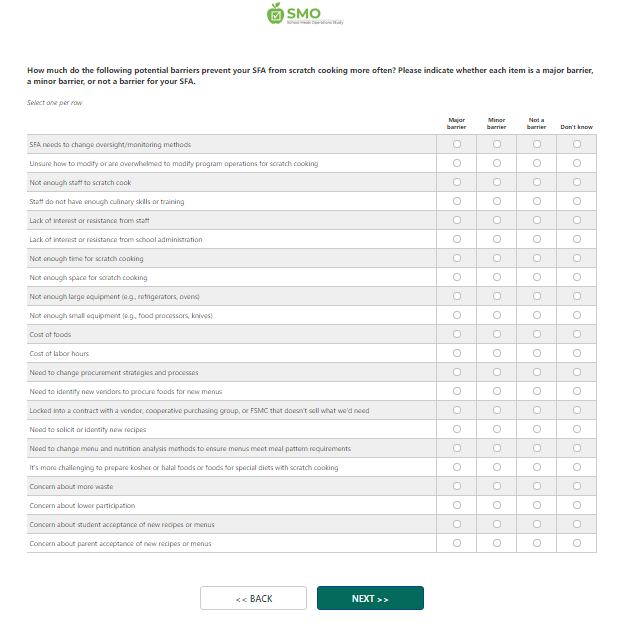 SMO
School Meals Operations Study
How much do the following potential barriers prevent your SFA from scratch cooking more often? Please indicate whether each item is a major barrier,
a minor barrier, or not a barrier for your SFA.
Select one per row
Major barrier Minor barrier Not a barrier Don't know
SFA needs to change oversight/monitoring methods
Unsure how to modify or are overwhelmed to modify program operations for scratch cooking
Not enough staff to scratch cook
Staff do not have enough culinary skills or training
Lack of interest or resistance from staff
Lack of interest or resistance from school administration
Not enough time for scratch cooking
Not enough space for scratch cooking
Not enough large equipment (e.g., refrigerators, ovens)
Not enough small equipment (e.g., food processors, knives)
Cost of foods
Cost of labor hours
Need to change procurement strategies and processes
Need to identify new vendors to procure foods for new menus
Locked into a contract with a vendor, cooperative purchasing group, or FSMC that doesn't sell what we'd need
Need to solicit or identify new recipes
Need to change menu and nutrition analysis methods to ensure menus meet meal pattern requirements
It's more challenging to prepare kosher or halal foods or foods for special diets with scratch cooking
Concern about more waste
Concern about lower participation
Concern about student acceptance of new recipes or menus
Concern about parent acceptance of new recipes or menus
<< BACK
NEXT >>